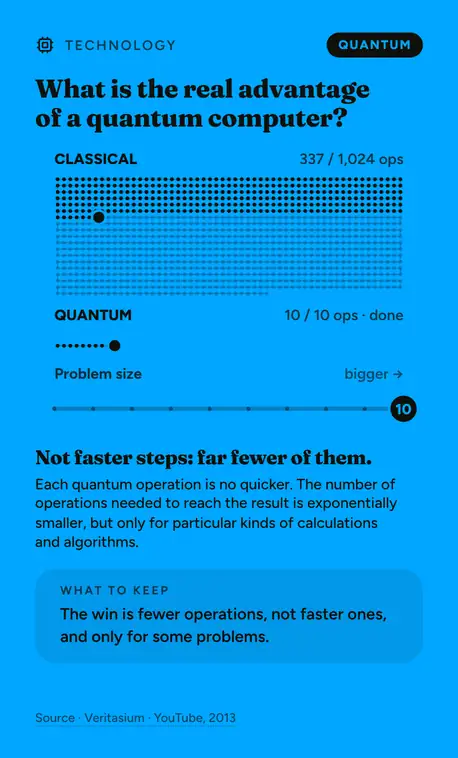 TECHNOLOGY
QUANTUM
What is the real advantage
of a quantum computer?
CLASSICAL
337 / 1,024 ops
QUANTUM
10 / 10 ops · done
Problem size
bigger →
10
Not faster steps: far fewer of them.
Each quantum operation is no quicker. The number of
operations needed to reach the result is exponentially
smaller, but only for particular kinds of calculations
and algorithms.
WHAT TO KEEP
The win is fewer operations, not faster ones,
and only for some problems.
Source · Veritasium · YouTube, 2013